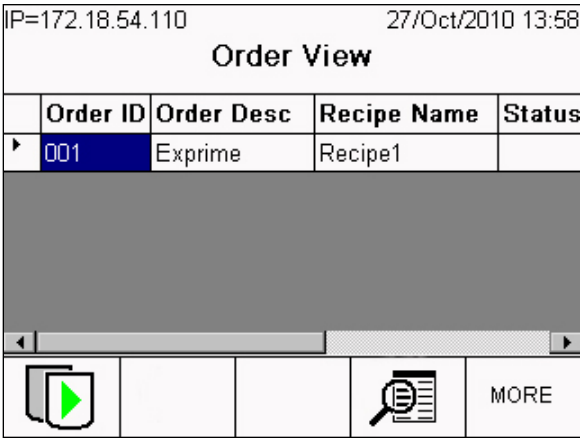 IP=172.18.54.110 27/Oct/2010 13:58
Order View
Order ID Order Desc Recipe Name Status
001 Exprime Recipe1
MORE